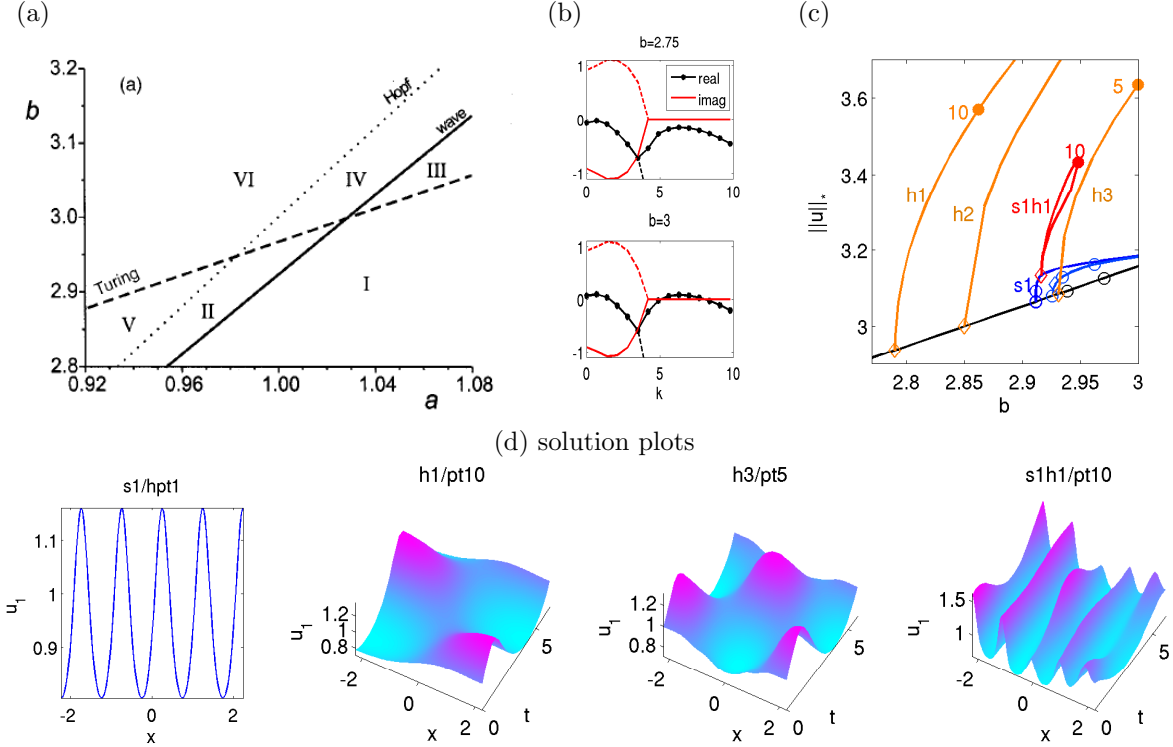 (a)
(b)
(c)
(a)
b
3.2
3.1
3.0
2.9
2.8
0.92
0.96
1.00
1.04
1.08
a
Hopf
wave
Turing
VI
IV
III
I
II
V
b=2.75
real
imag
1
0
-1
0
5
10
b=3
1
0
-1
0
5
10
k
||u||*
3.6
3.4
3.2
3
2.8
2.85
2.9
2.95
3
b
10
5
10
h1
h2
s1h1
h3
s1
(d) solution plots
s1/hpt1
u1
1.1
1
0.9
-2
0
2
x
h1/pt10
u1
1.2
1
0.8
-2
0
2
x
0
5
t
h3/pt5
u1
1.2
1
0.8
-2
0
2
x
0
5
t
s1h1/pt10
u1
1.5
1
-2
0
2
x
0
5
t